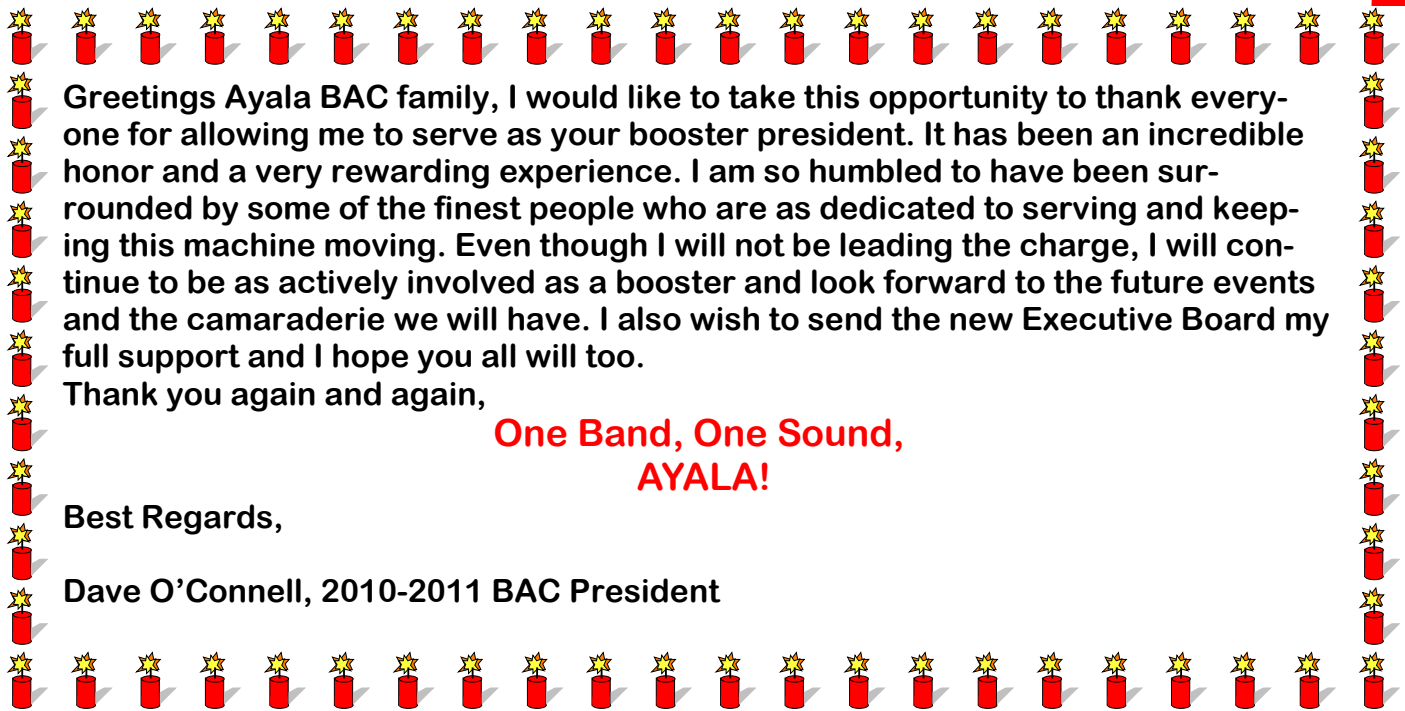 Greetings Ayala BAC family, I would like to take this opportunity to thank every-
one for allowing me to serve as your booster president. It has been an incredible
honor and a very rewarding experience. I am so humbled to have been sur-
rounded by some of the finest people who are as dedicated to serving and keep-
ing this machine moving. Even though I will not be leading the charge, I will con-
tinue to be as actively involved as a booster and look forward to the future events
and the camaraderie we will have. I also wish to send the new Executive Board my
full support and I hope you all will too.
Thank you again and again,
One Band, One Sound,
AYALA!
Best Regards,
Dave O’Connell, 2010-2011 BAC President